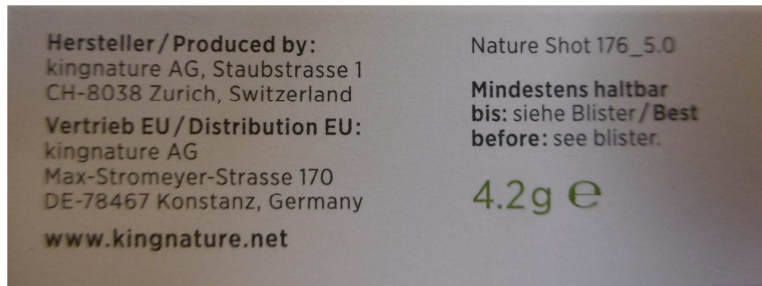 Hersteller/Produced by:
kingnature AG, Staubstrasse 1
CH-8038 Zurich, Switzerland
Vertrieb EU/Distribution EU:
kingnature AG
Max-Stromeyer-Strasse 170
DE-78467 Konstanz, Germany
www.kingnature.net
Nature Shot 176_5.0
Mindestens haltbar
bis: siehe Blister/Best
before: see blister.
4.2g ℮